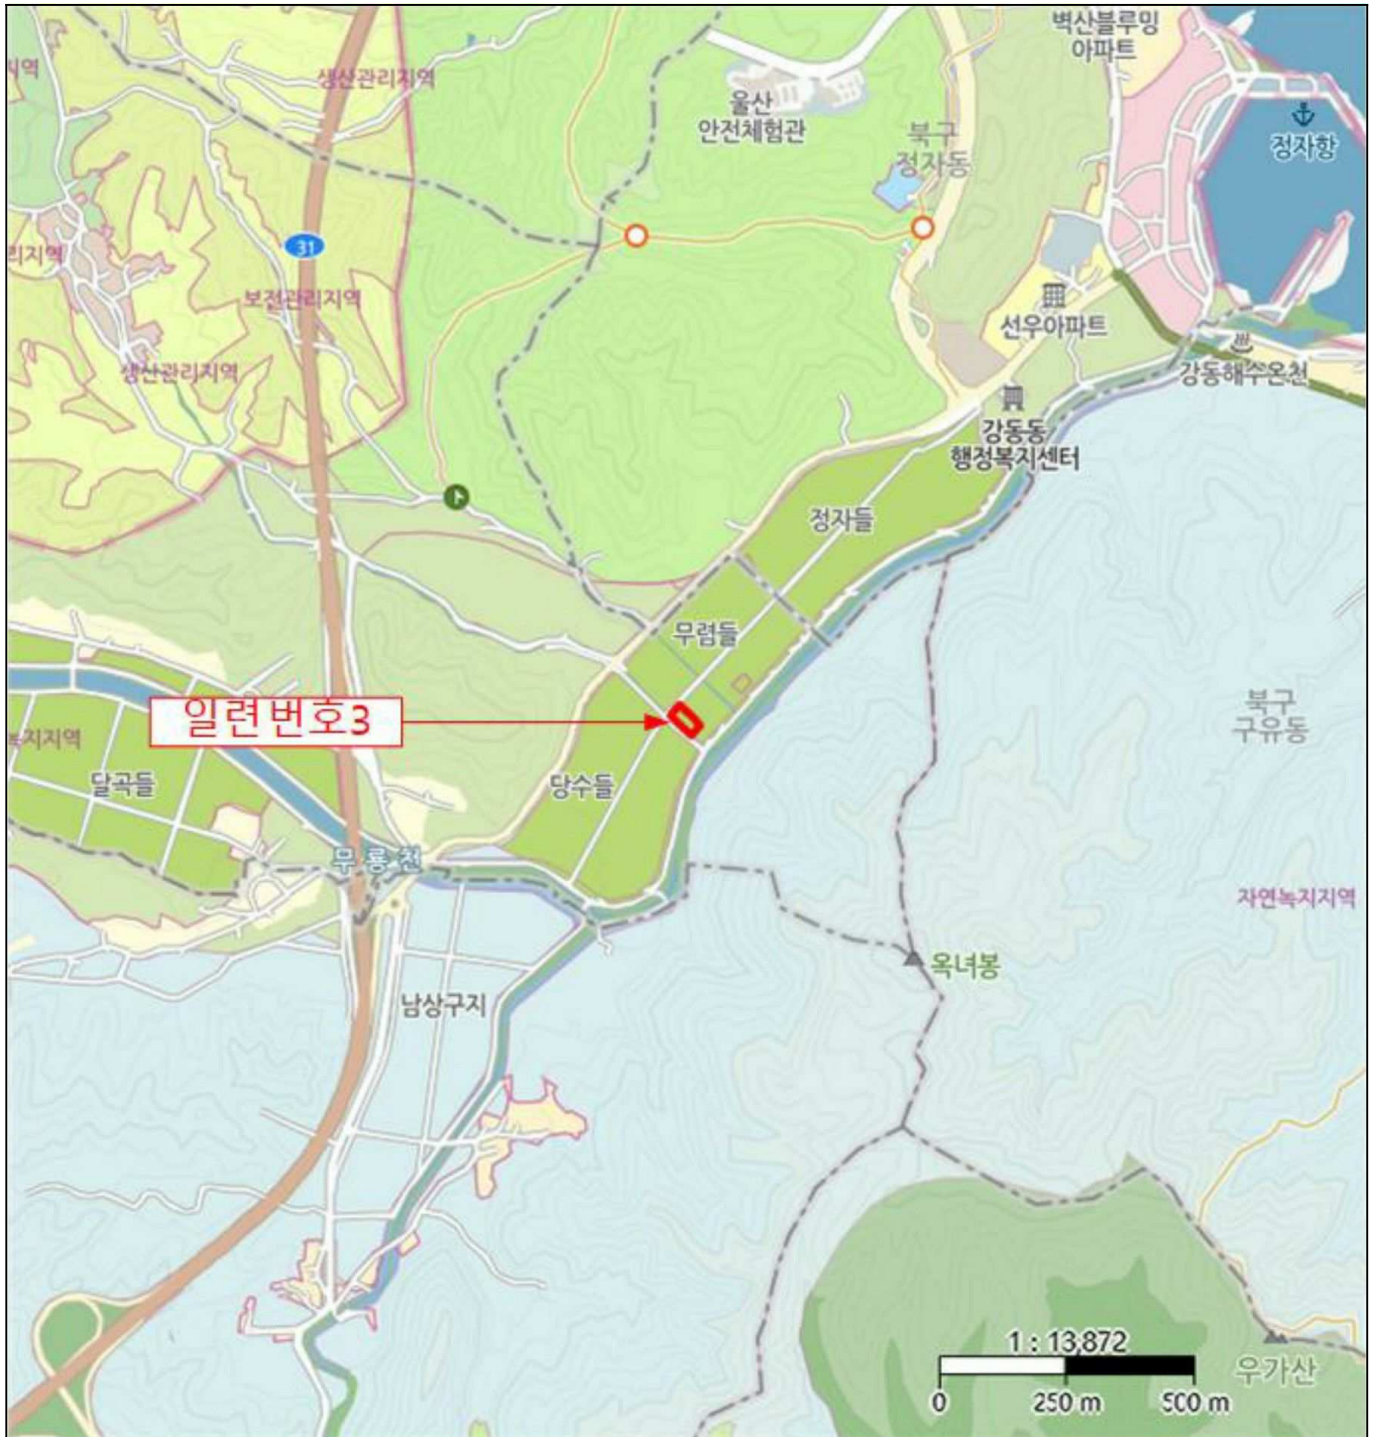 벽산블루밍
아파트
생산관리지역
울산
안전체험관
정자항
북구
정자동
31
리지역
보전관리지역
선우아파트
생산관리지역
강동해수온천
강동동
행정복지센터
정자들
무렴들
북구
구유동
일련번호3
녹지지역
달곡들
당수들
무룡천
자연녹지지역
옥녀봉
남상구지
1 : 13,872
우가산
0 250 m 500 m